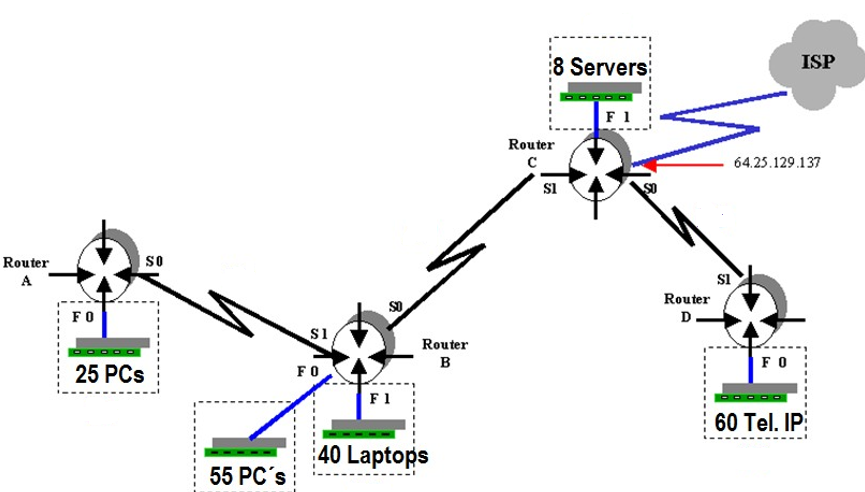 8 Servers
ISP
F 1
Router
C
64.25.129.137
S1
S0
Router
A
S0
S1
S0
Router
D
F 0
S1
Router
B
F 0
F 0
25 PCs
F 1
60 Tel. IP
40 Laptops
55 PC´s